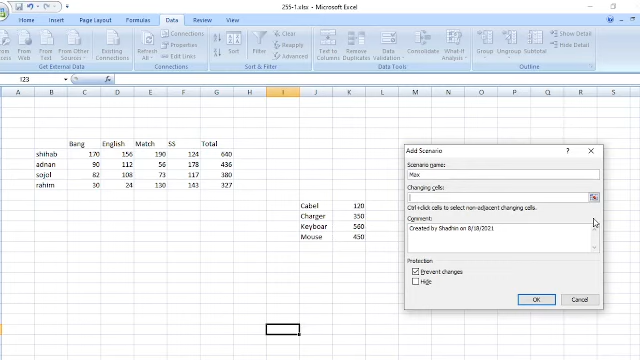 255-1.xlsx - Microsoft Excel
Home Insert Page Layout Formulas Data Review View
From Access From Web From Text From Other Sources Existing Connections
Refresh All Connections Properties Edit Links
Sort Filter Clear Reapply Advanced
Text to Columns Remove Duplicates Data Validation Consolidate What-If Analysis
Group Ungroup Subtotal Show Detail Hide Detail
Get External Data Connections Sort & Filter Data Tools Outline
I23 fx
A B C D E F G H I J K L M N O P Q R S
Bang English Match SS Total
shihab 170 156 190 124 640
adnan 90 112 56 178 436
sojol 82 108 73 117 380
rahim 30 24 130 143 327
Cabel 120
Charger 350
Keyboar 560
Mouse 450
Add Scenario ?
Scenario name:
Max
Changing cells:
Ctrl+click cells to select non-adjacent changing cells.
Comment:
Created by Shadhin on 8/18/2021
Protection
Prevent changes
Hide
OK Cancel